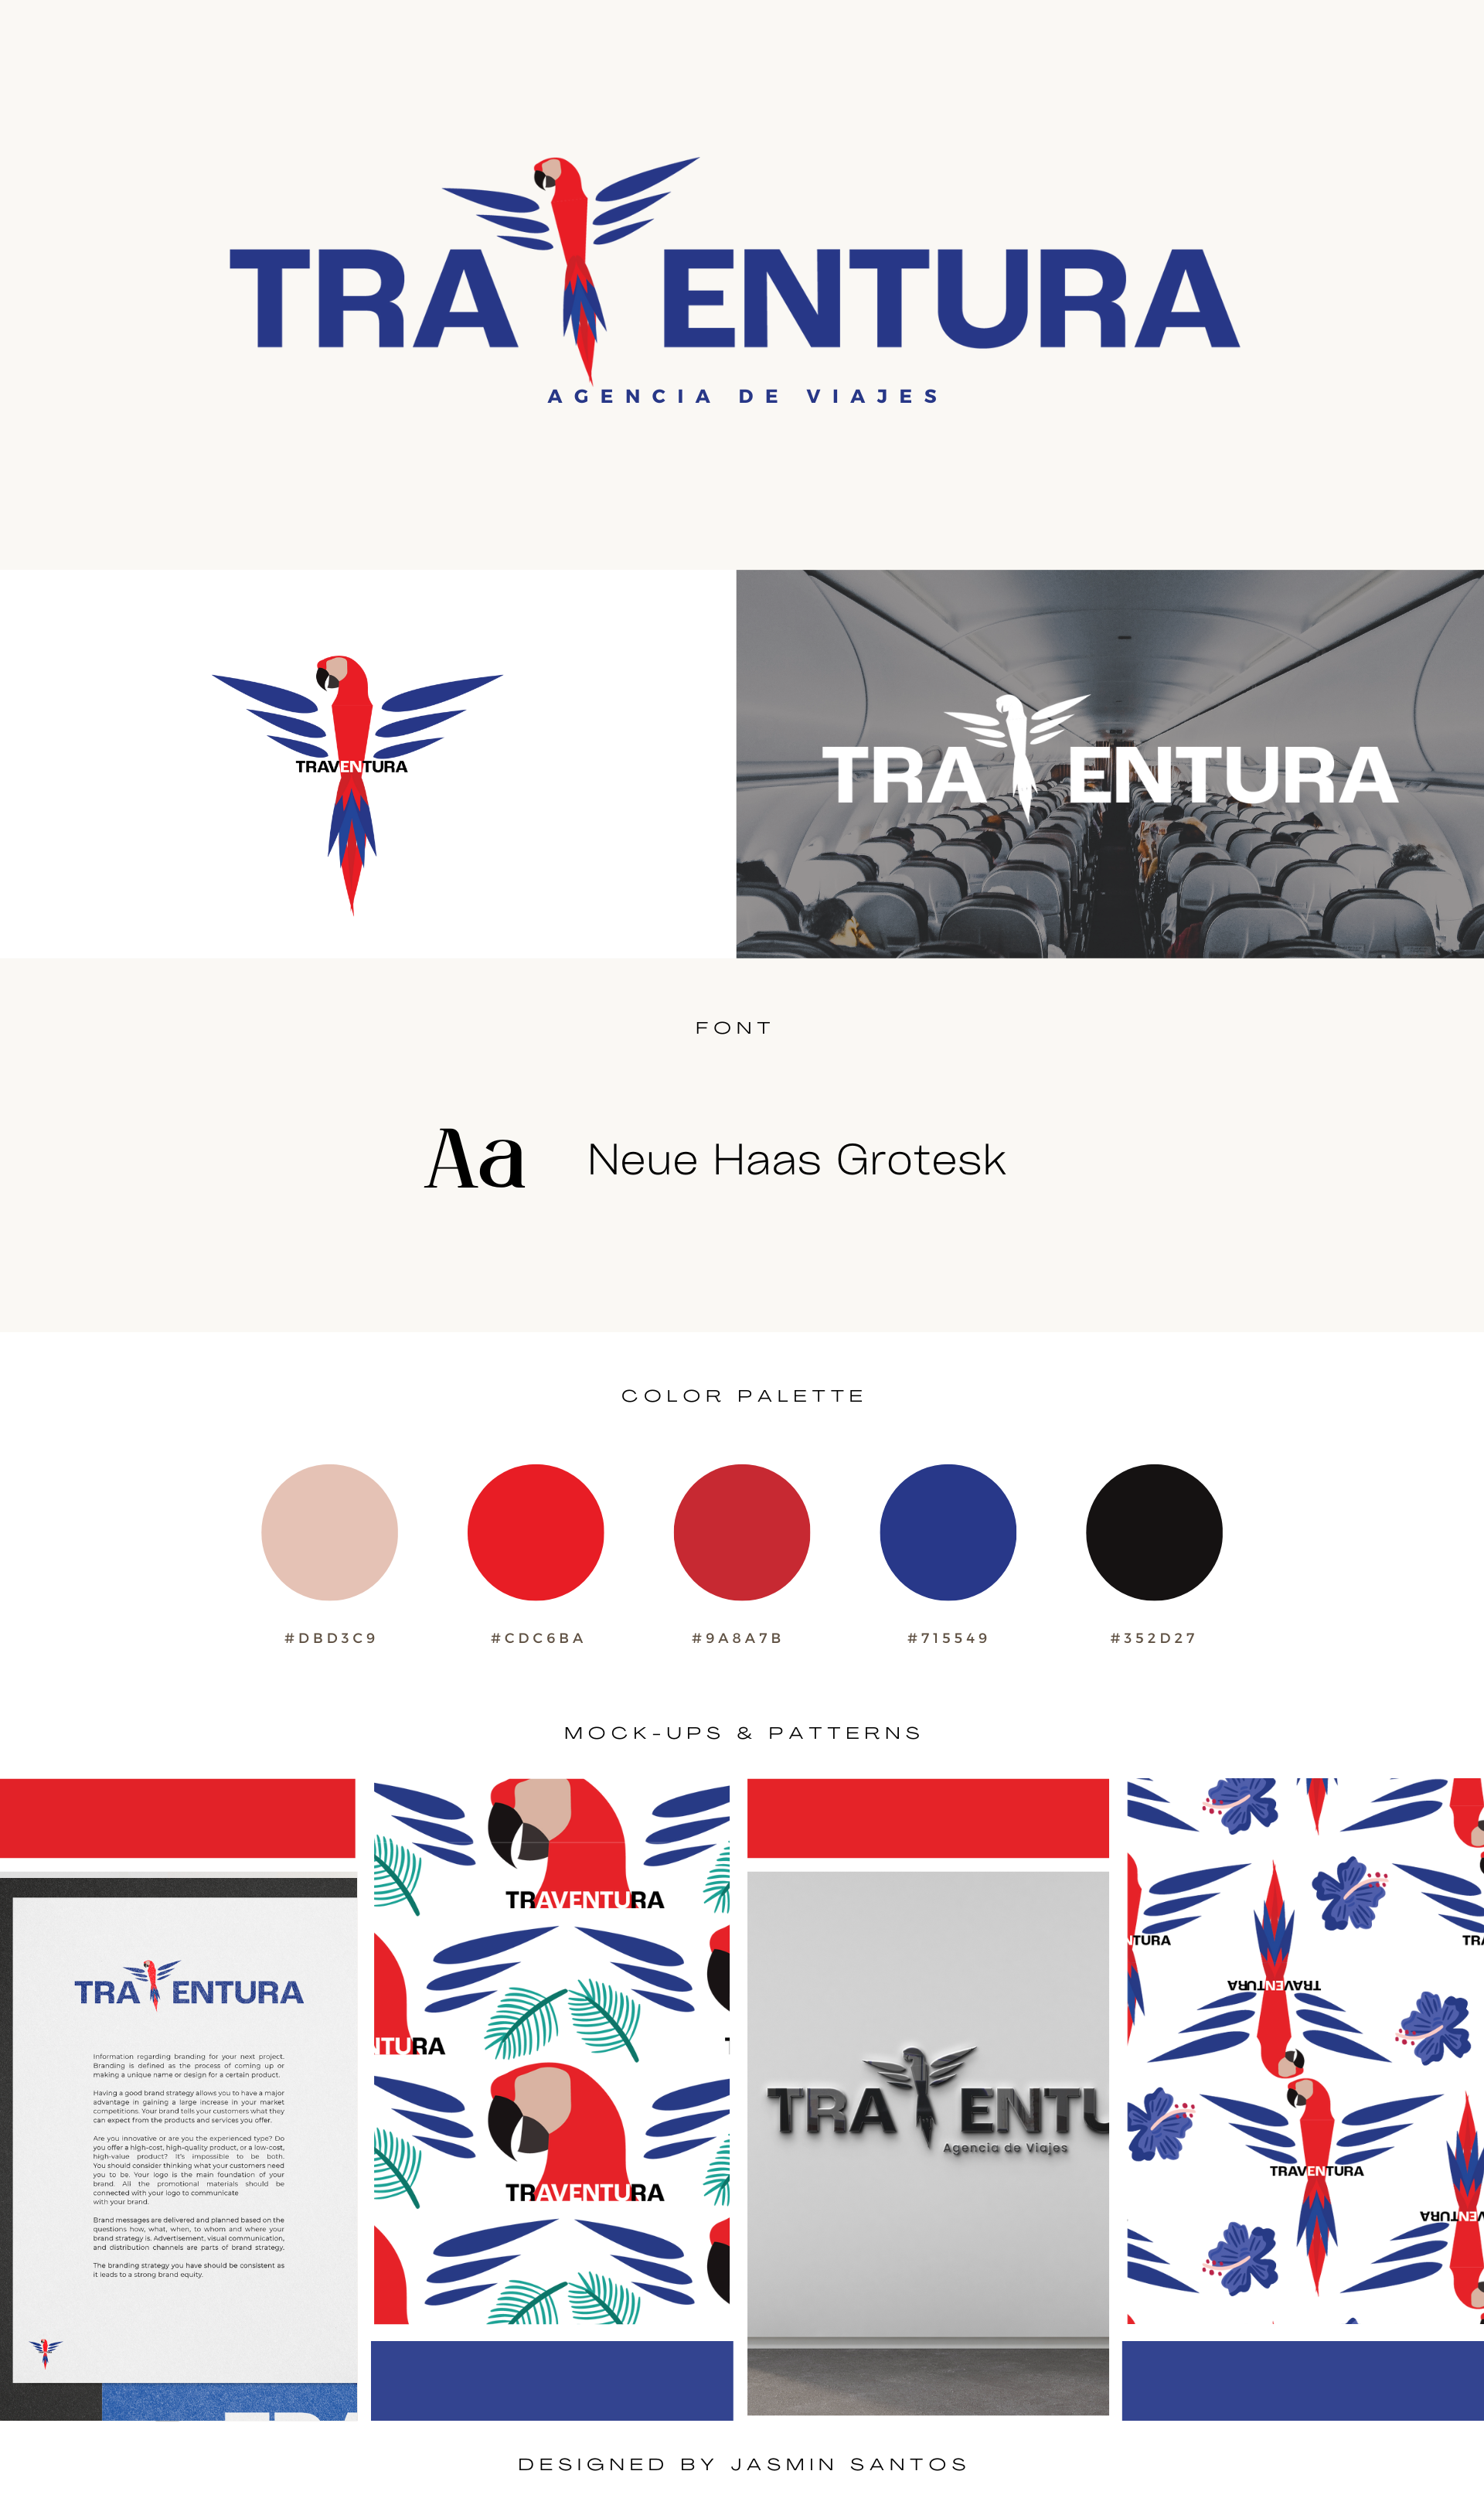 TRA ENTURA
AGENCIA DE VIAJES
TRAVENTURA
TRA ENTURA
FONT
Aa Neue Haas Grotesk
COLOR PALETTE
#DBD3C9 #CDC6BA #9A8A7B #715549 #352D27
MOCK-UPS & PATTERNS
TRA ENTURA
Information regarding branding for your next project.
Branding is defined as the process of coming up or
making a unique name or design for a certain product.
Having a good brand strategy allows you to have a major
advantage in gaining a large increase in your market
competitions. Your brand tells your customers what they
can expect from the products and services you offer.
Are you innovative or are you the experienced type? Do
you offer a high-cost, high-quality product, or a low-cost,
high-value product? It's impossible to be both.
You should consider thinking what your customers need
you to be. Your logo is the main foundation of your
brand. All the promotional materials should be
connected with your logo to communicate
with your brand.
Brand messages are delivered and planned based on the
questions how, what, when, to whom and where your
brand strategy is. Advertisement, visual communication,
and distribution channels are parts of brand strategy.
The branding strategy you have should be consistent as
it leads to a strong brand equity.
TRAVENTURA
NTURA
TRAVENTURA
TRA ENTU
Agencia de Viajes
NTURA
TRA
TRAVENTURA
TRAVENTURA
DESIGNED BY JASMIN SANTOS